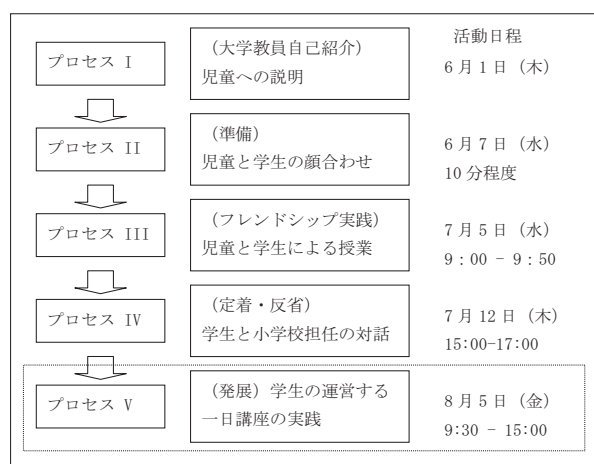 活動日程
プロセス I
（大学教員自己紹介）
児童への説明
6月1日（木）
プロセス II
（準備）
児童と学生の顔合わせ
6月7日（水）
10分程度
プロセス III
（フレンドシップ実践）
児童と学生による授業
7月5日（水）
9：00 － 9：50
プロセス IV
（定着・反省）
学生と小学校担任の対話
7月12日（木）
15:00-17:00
プロセス V
（発展）学生の運営する
一日講座の実践
8月5日（金）
9:30 － 15:00